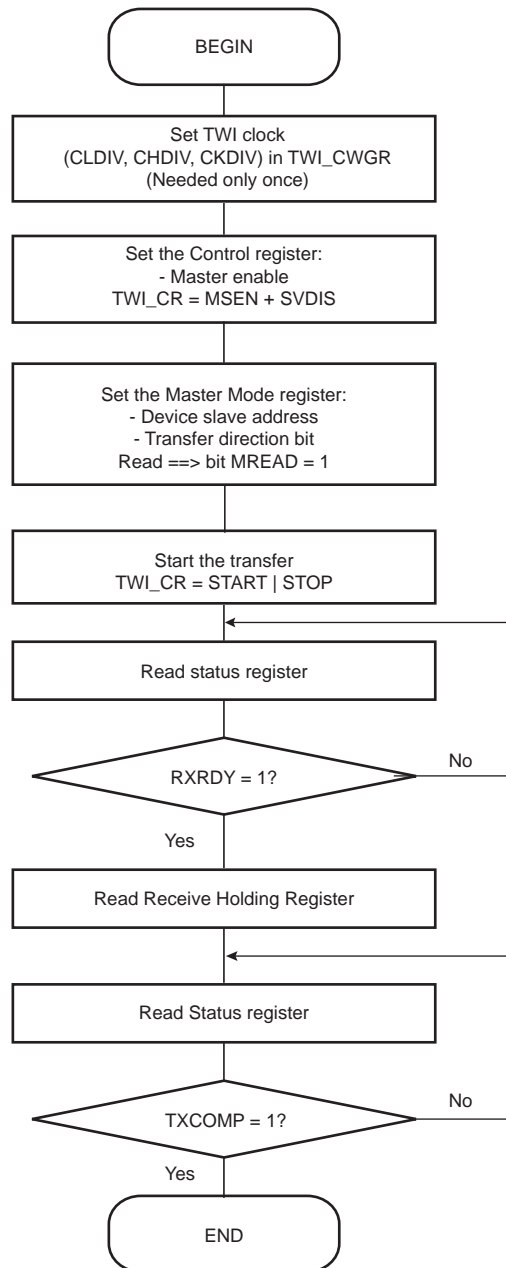 BEGIN
Set TWI clock
(CLDIV, CHDIV, CKDIV) in TWI_CWGR
(Needed only once)
Set the Control register:
- Master enable
TWI_CR = MSEN + SVDIS
Set the Master Mode register:
- Device slave address
- Transfer direction bit
Read ==> bit MREAD = 1
Start the transfer
TWI_CR = START | STOP
Read status register
RXRDY = 1?
No
Yes
Read Receive Holding Register
Read Status register
TXCOMP = 1?
No
Yes
END